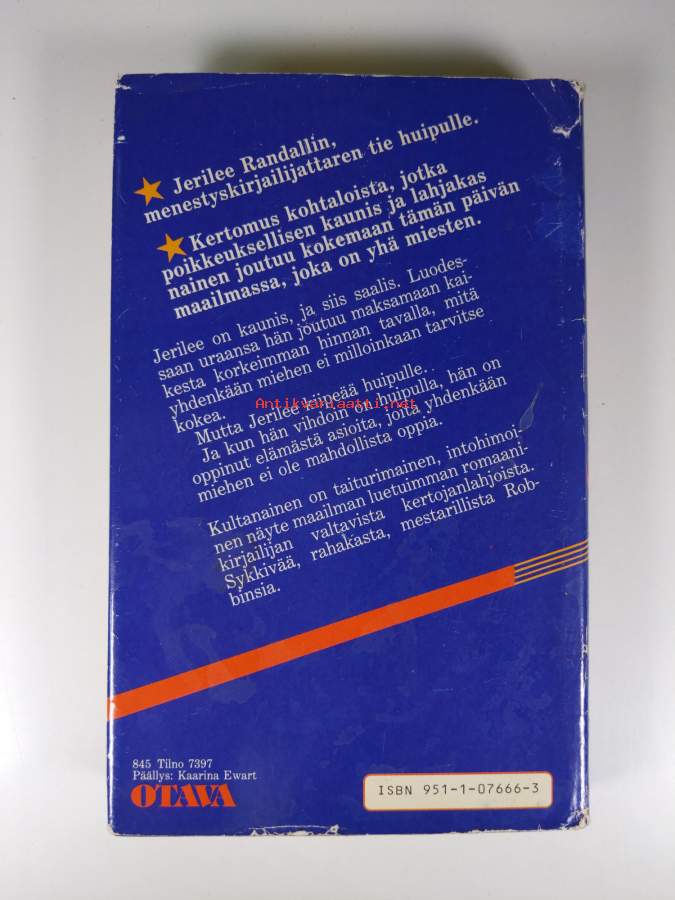 Jerilee Randallin,
menestyskirjailijattaren tie huipulle.
Kertomus kohtaloista, jotka
poikkeuksellisen kaunis ja lahjakas
nainen joutuu kokemaan tämän päivän
maailmassa, joka on yhä miesten.
Jerilee on kaunis, ja siis saalis. Luodes-
saan uraansa hän joutuu maksamaan kai-
kesta korkeimman hinnan tavalla, mitä
yhdenkään miehen ei milloinkaan tarvitse
kokea.
Mutta Jerilee pääsee huipulle.
Antikvariaatti.net
Ja kun hän vihdoin on huipulla, hän on
oppinut elämästä asioita, joita yhdenkään
miehen ei ole mahdollista oppia.
Kultanainen on taiturimainen, intohimoi-
nen näyte maailman luetuimman romaani-
kirjailijan valtavista kertojanlahjoista.
Sykkivää, rahakasta, mestarillista Rob-
binsia.
845 Tilno 7397
Päällys: Kaarina Ewart
OTAVA
ISBN 951-1-07666-3